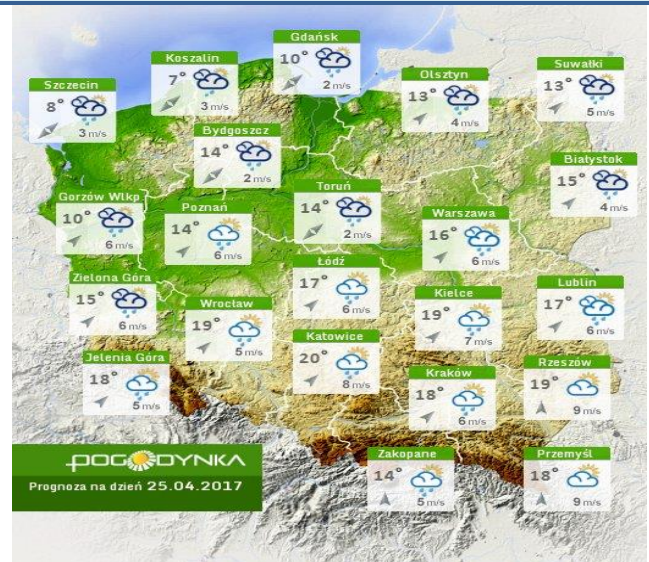 Gdańsk
10°
2 m/s
Koszalin
7°
3 m/s
Suwałki
13°
5 m/s
Olsztyn
13°
4 m/s
Szczecin
8°
3 m/s
Bydgoszcz
14°
2 m/s
Białystok
15°
4 m/s
Toruń
14°
2 m/s
Gorzów Wlkp
10°
6 m/s
Poznań
14°
6 m/s
Warszawa
16°
6 m/s
Łódź
17°
6 m/s
Zielona Góra
15°
6 m/s
Lublin
17°
6 m/s
Kielce
19°
7 m/s
Wrocław
19°
5 m/s
Katowice
20°
8 m/s
Jelenia Góra
18°
5 m/s
Rzeszów
19°
9 m/s
Kraków
18°
6 m/s
Zakopane
14°
5 m/s
Przemyśl
18°
9 m/s
POGODYNKA
Prognoza na dzień 25.04.2017